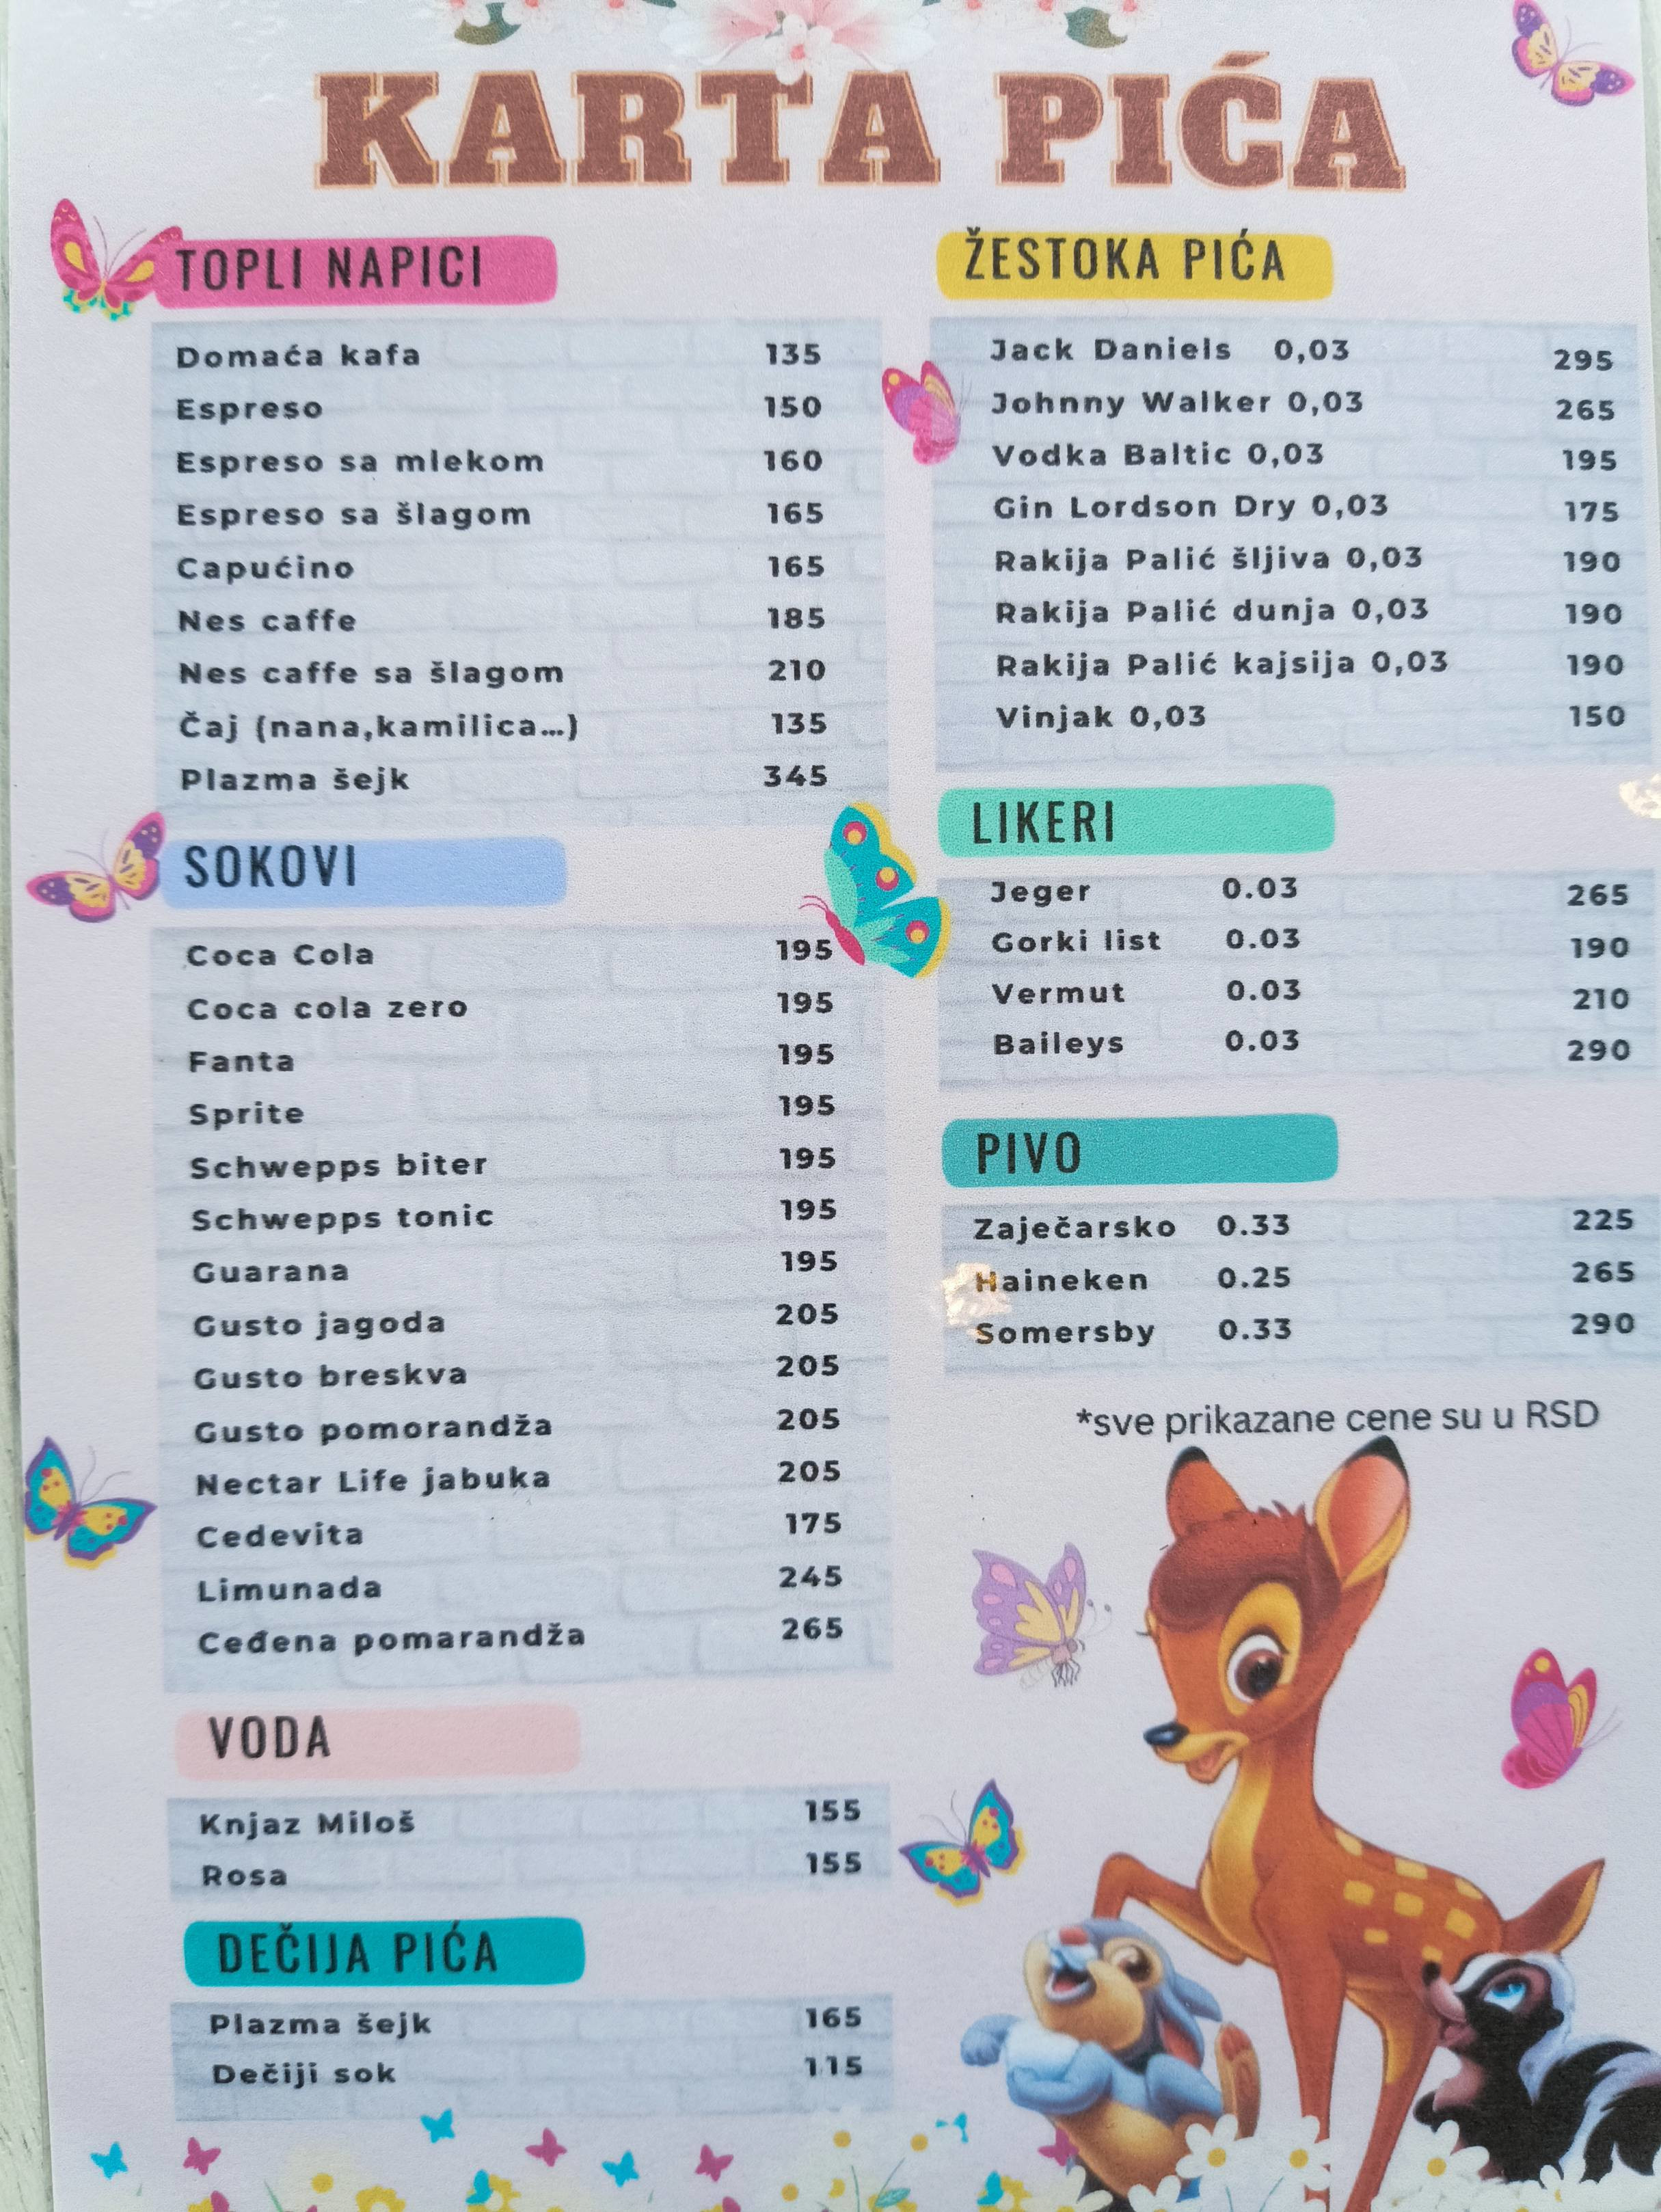 KARTA PIĆA
TOPLI NAPICI
Domaća kafa 135
Espreso 150
Espreso sa mlekom 160
Espreso sa šlagom 165
Capućino 165
Nes caffe 185
Nes caffe sa šlagom 210
Čaj (nana,kamilica...) 135
Plazma šejk 345
SOKOVI
Coca Cola 195
Coca cola zero 195
Fanta 195
Sprite 195
Schwepps biter 195
Schwepps tonic 195
Guarana 195
Gusto jagoda 205
Gusto breskva 205
Gusto pomorandža 205
Nectar Life jabuka 205
Cedevita 175
Limunada 245
Ceđena pomarandža 265
VODA
Knjaz Miloš 155
Rosa 155
DEČIJA PIĆA
Plazma šejk 165
Dečiji sok 115
ŽESTOKA PIĆA
Jack Daniels 0,03 295
Johnny Walker 0,03 265
Vodka Baltic 0,03 195
Gin Lordson Dry 0,03 175
Rakija Palić šljiva 0,03 190
Rakija Palić dunja 0,03 190
Rakija Palić kajsija 0,03 190
Vinjak 0,03 150
LIKERI
Jeger 0.03 265
Gorki list 0.03 190
Vermut 0.03 210
Baileys 0.03 290
PIVO
Zaječarsko 0.33 225
Haineken 0.25 265
Somersby 0.33 290
*sve prikazane cene su u RSD